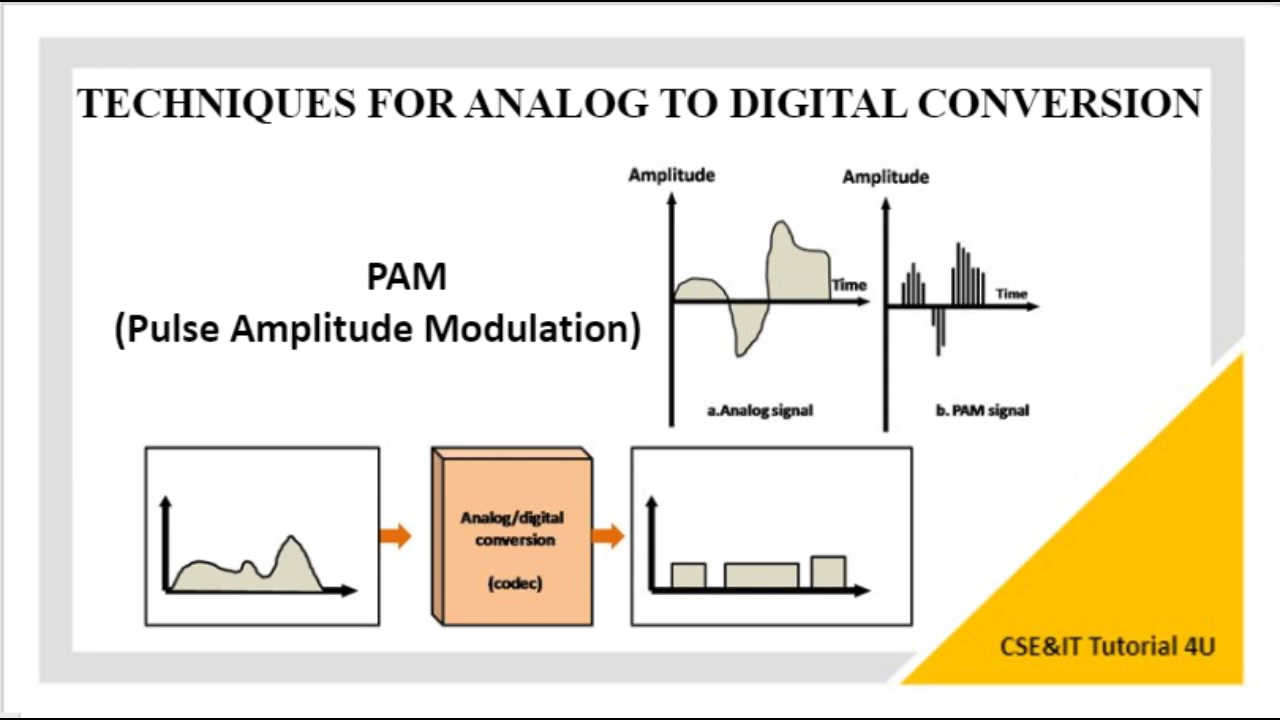 TECHNIQUES FOR ANALOG TO DIGITAL CONVERSION
PAM
(Pulse Amplitude Modulation)
Amplitude
Time
a.Analog signal
Amplitude
Time
b. PAM signal
Analog/digital
conversion
(codec)
CSE&IT Tutorial 4U